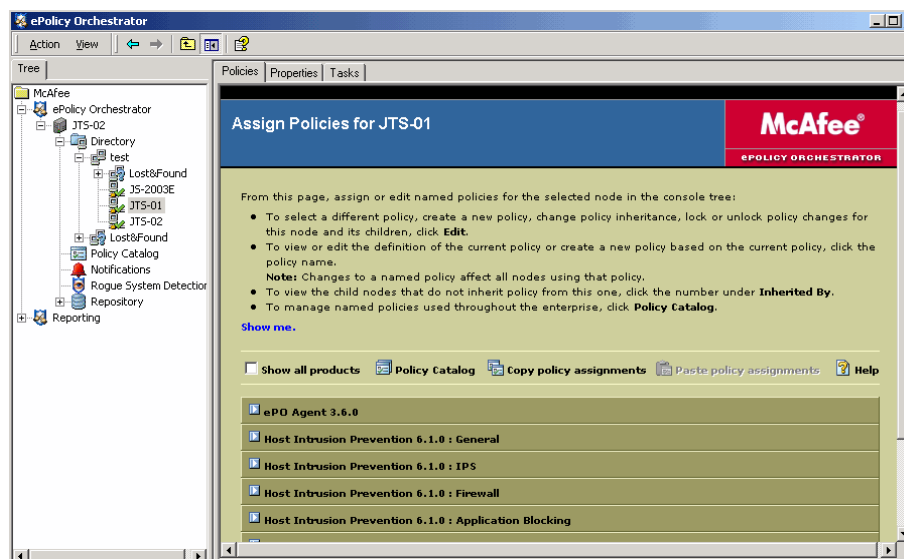 ePolicy Orchestrator
Action View
Tree
McAfee
ePolicy Orchestrator
JTS-02
Directory
test
Lost&Found
JS-2003E
JTS-01
JTS-02
Lost&Found
Policy Catalog
Notifications
Rogue System Detection
Repository
Reporting
Policies Properties Tasks
Assign Policies for JTS-01
McAfee®
ePOLICY ORCHESTRATOR
From this page, assign or edit named policies for the selected node in the console tree:
To select a different policy, create a new policy, change policy inheritance, lock or unlock policy changes for
this node and its children, click Edit.
To view or edit the definition of the current policy or create a new policy based on the current policy, click the
policy name.
Note: Changes to a named policy affect all nodes using that policy.
To view the child nodes that do not inherit policy from this one, click the number under Inherited By.
To manage named policies used throughout the enterprise, click Policy Catalog.
Show me.
Show all products Policy Catalog Copy policy assignments Paste policy assignments Help
ePO Agent 3.6.0
Host Intrusion Prevention 6.1.0 : General
Host Intrusion Prevention 6.1.0 : IPS
Host Intrusion Prevention 6.1.0 : Firewall
Host Intrusion Prevention 6.1.0 : Application Blocking